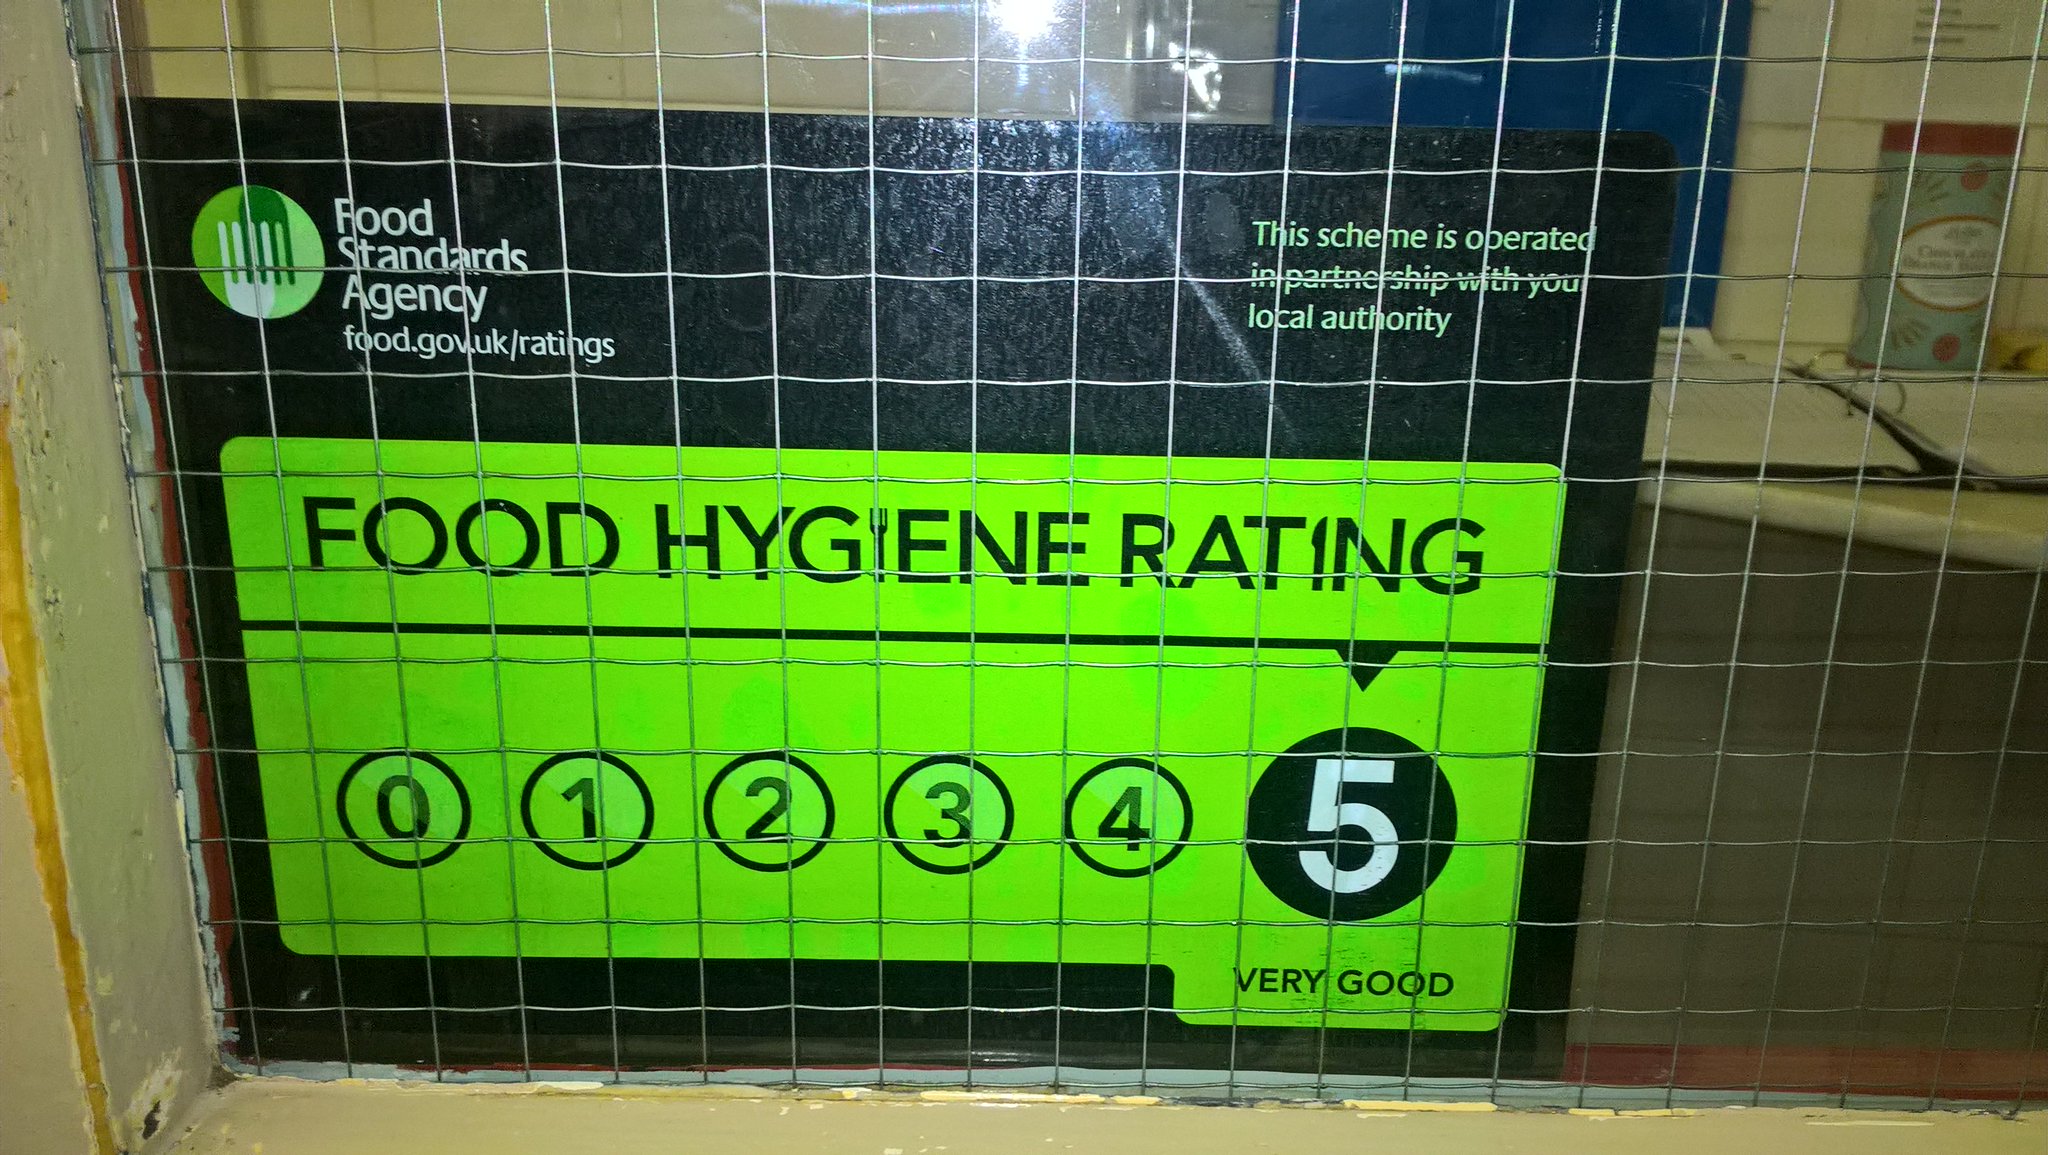 Food
Standards
Agency
food.gov.uk/ratings
This scheme is operated
in partnership with your
local authority
FOOD HYGIENE RATING
0 1 2 3 4 5
VERY GOOD